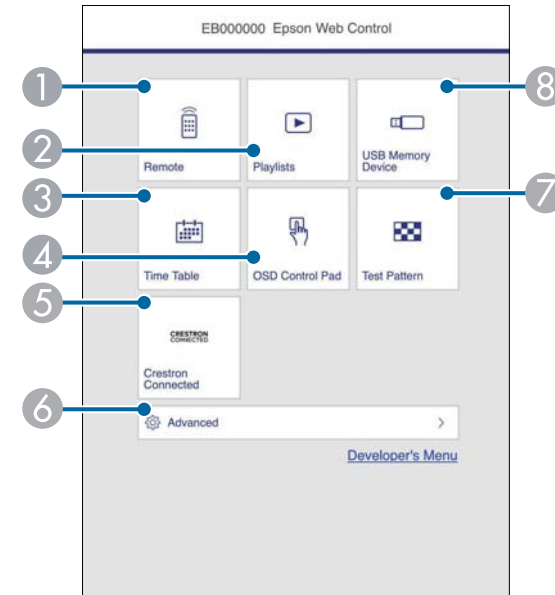 EB000000 Epson Web Control
1
8
2
Remote
Playlists
USB Memory
Device
3
7
4
Time Table
OSD Control Pad
Test Pattern
5
CRESTRON
CONNECTED
Crestron
Connected
6
Advanced
Developer's Menu